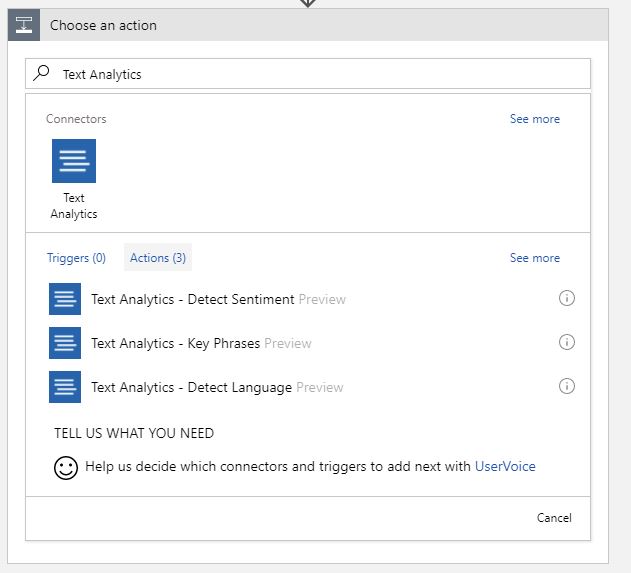 Choose an action
Text Analytics
Connectors
See more
Text
Analytics
Triggers (0)
Actions (3)
See more
Text Analytics - Detect Sentiment Preview
Text Analytics - Key Phrases Preview
Text Analytics - Detect Language Preview
TELL US WHAT YOU NEED
Help us decide which connectors and triggers to add next with UserVoice
Cancel